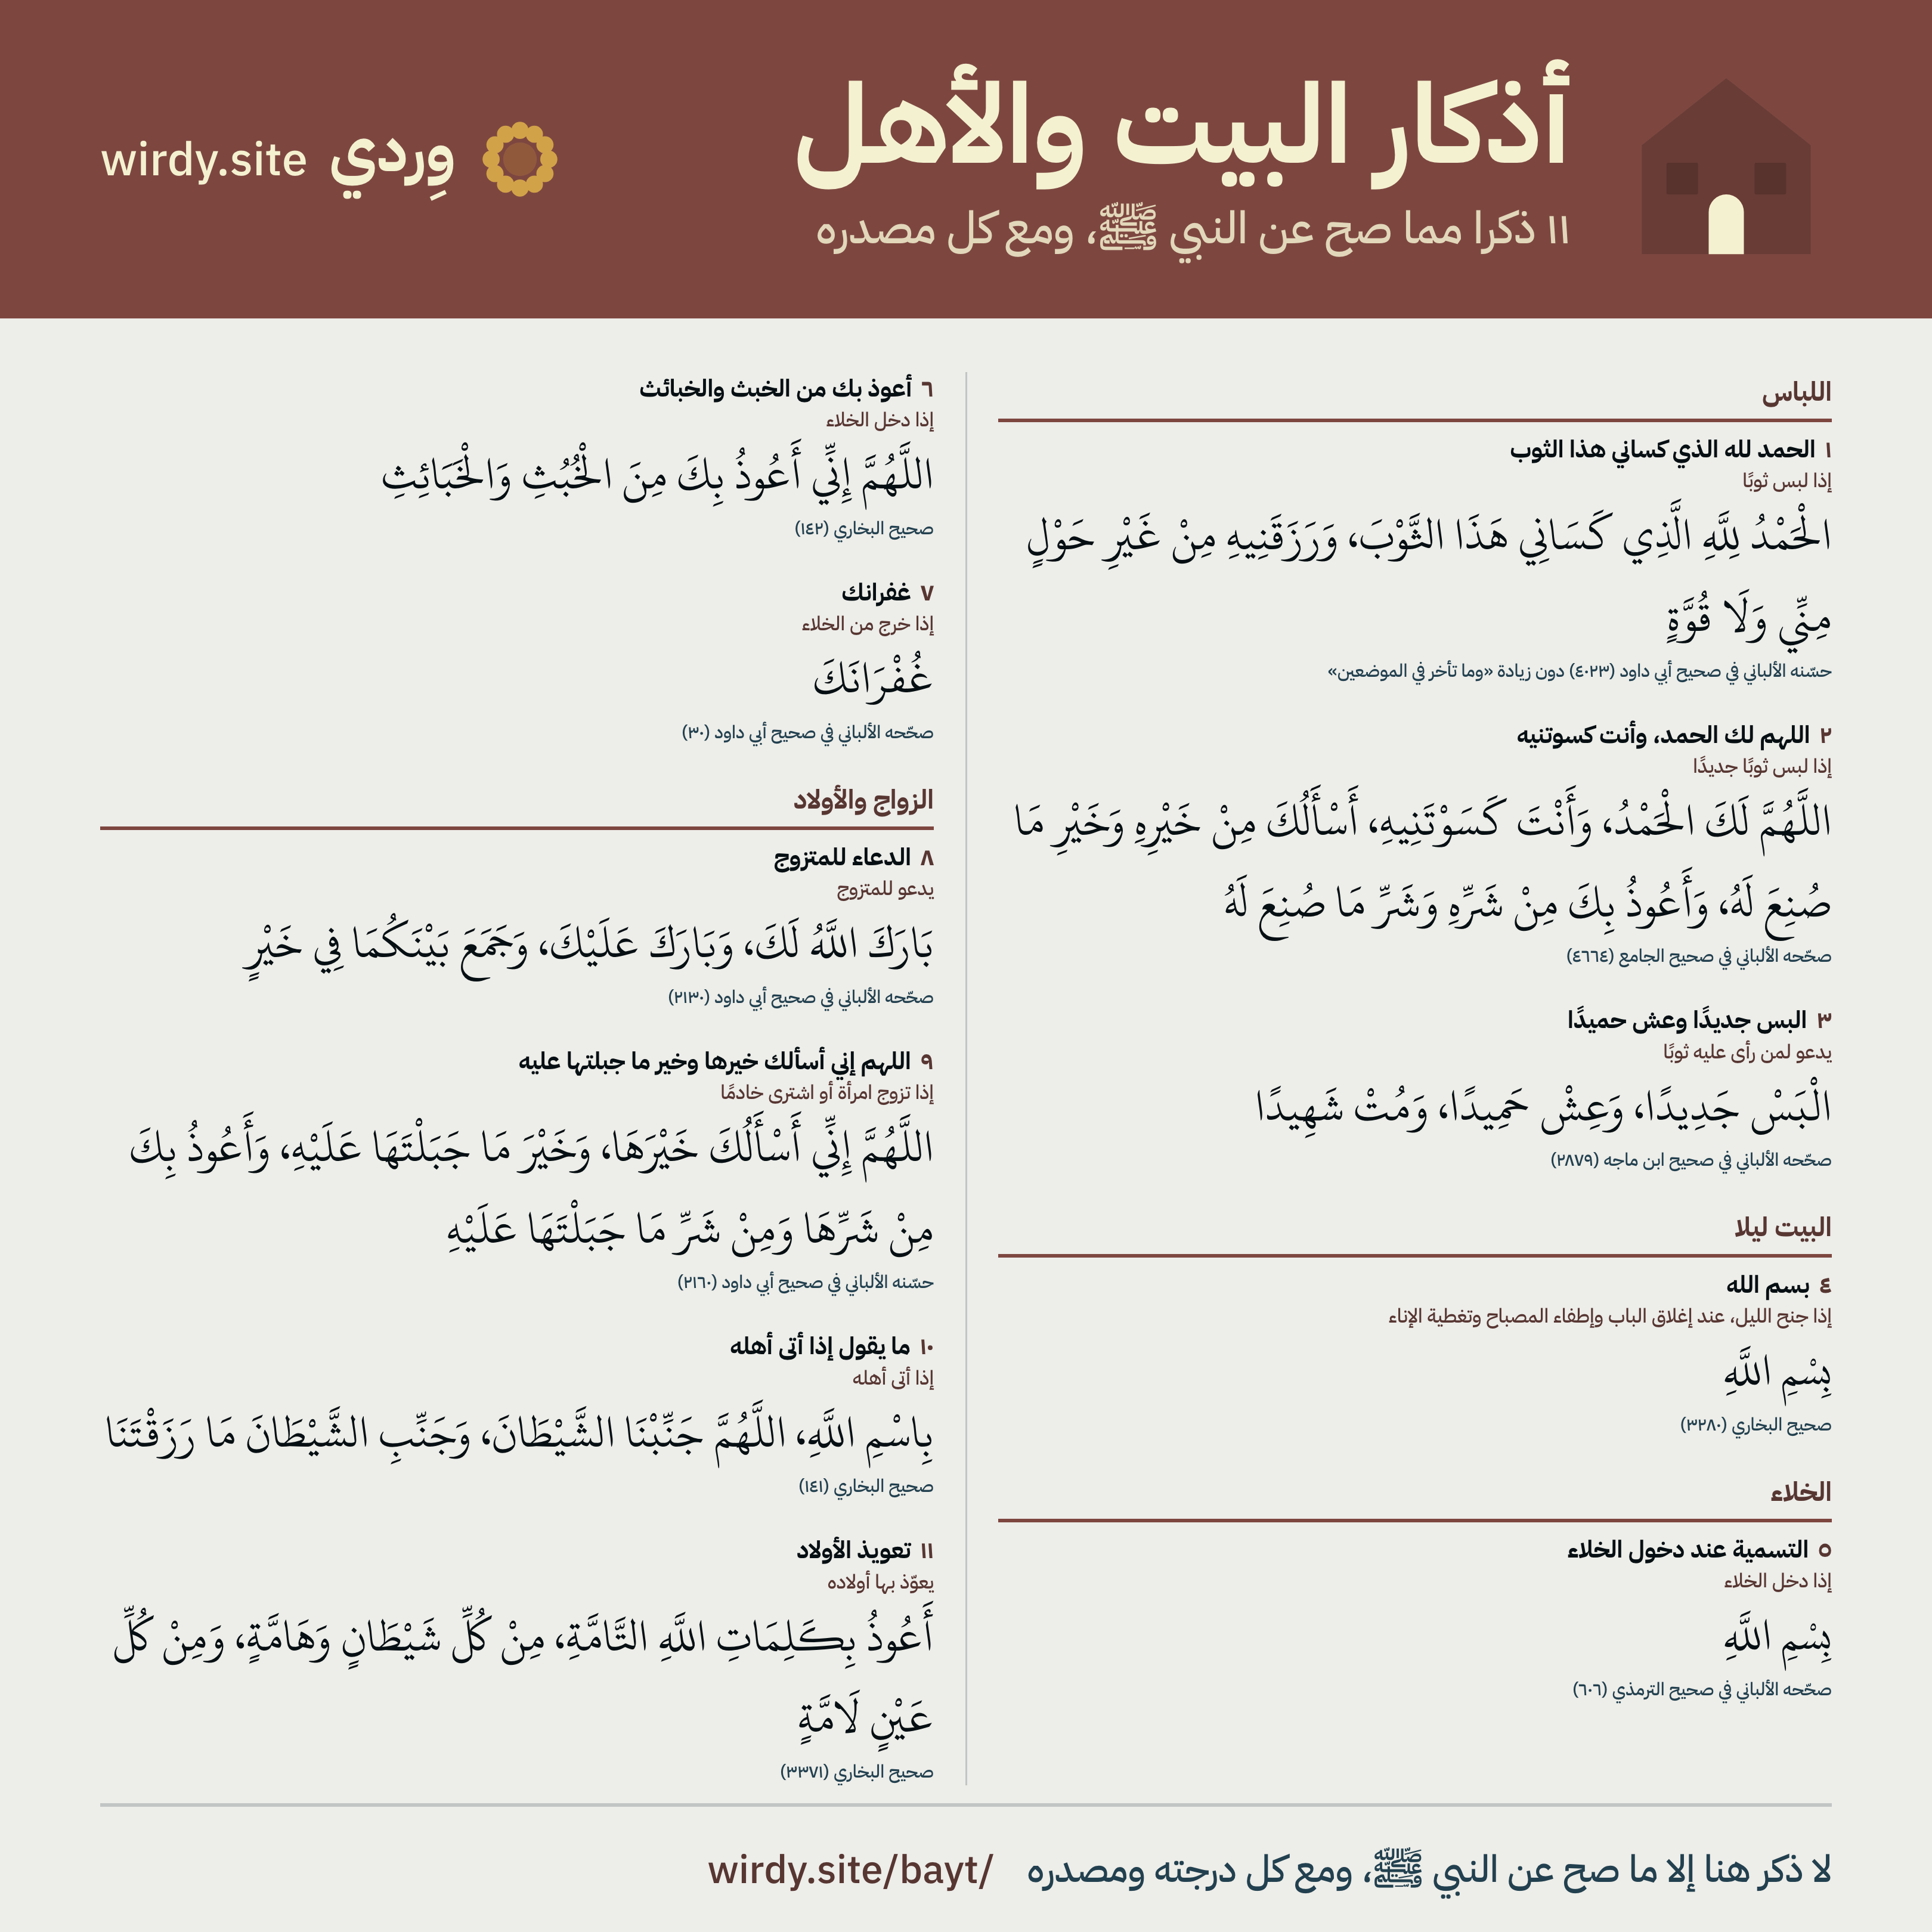 أذكار البيت والأهل
١١ ذكرا مما صح عن النبي ﷺ، ومع كل مصدره
وِردي wirdy.site
اللباس
١ الحمد لله الذي كساني هذا الثوب
إذا لبس ثوبًا
الْحَمْدُ لِلَّهِ الَّذِي كَسَانِي هَذَا الثَّوْبَ، وَرَزَقَنِيهِ مِنْ غَيْرِ حَوْلٍ
مِنِّي وَلَا قُوَّةٍ
حسّنه الألباني في صحيح أبي داود (٤٠٢٣) دون زيادة «وما تأخر في الموضعين»
٢ اللهم لك الحمد، وأنت كسوتنيه
إذا لبس ثوبًا جديدًا
اللَّهُمَّ لَكَ الْحَمْدُ، وَأَنْتَ كَسَوْتَنِيهِ، أَسْأَلُكَ مِنْ خَيْرِهِ وَخَيْرِ مَا
صُنِعَ لَهُ، وَأَعُوذُ بِكَ مِنْ شَرِّهِ وَشَرِّ مَا صُنِعَ لَهُ
صحّحه الألباني في صحيح الجامع (٤٦٦٤)
٣ البس جديدًا وعش حميدًا
يدعو لمن رأى عليه ثوبًا
الْبَسْ جَدِيدًا، وَعِشْ حَمِيدًا، وَمُتْ شَهِيدًا
صحّحه الألباني في صحيح ابن ماجه (٢٨٧٩)
البيت ليلا
٤ بسم الله
إذا جنح الليل، عند إغلاق الباب وإطفاء المصباح وتغطية الإناء
بِسْمِ اللَّهِ
صحيح البخاري (٣٢٨٠)
الخلاء
٥ التسمية عند دخول الخلاء
إذا دخل الخلاء
بِسْمِ اللَّهِ
صحّحه الألباني في صحيح الترمذي (٦٠٦)
٦ أعوذ بك من الخبث والخبائث
إذا دخل الخلاء
اللَّهُمَّ إِنِّي أَعُوذُ بِكَ مِنَ الْخُبُثِ وَالْخَبَائِثِ
صحيح البخاري (١٤٢)
٧ غفرانك
إذا خرج من الخلاء
غُفْرَانَكَ
صحّحه الألباني في صحيح أبي داود (٣٠)
الزواج والأولاد
٨ الدعاء للمتزوج
يدعو للمتزوج
بَارَكَ اللَّهُ لَكَ، وَبَارَكَ عَلَيْكَ، وَجَمَعَ بَيْنَكُمَا فِي خَيْرٍ
صحّحه الألباني في صحيح أبي داود (٢١٣٠)
٩ اللهم إني أسألك خيرها وخير ما جبلتها عليه
إذا تزوج امرأة أو اشترى خادمًا
اللَّهُمَّ إِنِّي أَسْأَلُكَ خَيْرَهَا، وَخَيْرَ مَا جَبَلْتَهَا عَلَيْهِ، وَأَعُوذُ بِكَ
مِنْ شَرِّهَا وَمِنْ شَرِّ مَا جَبَلْتَهَا عَلَيْهِ
حسّنه الألباني في صحيح أبي داود (٢١٦٠)
١٠ ما يقول إذا أتى أهله
إذا أتى أهله
بِاسْمِ اللَّهِ، اللَّهُمَّ جَنِّبْنَا الشَّيْطَانَ، وَجَنِّبِ الشَّيْطَانَ مَا رَزَقْتَنَا
صحيح البخاري (١٤١)
١١ تعويذ الأولاد
يعوّذ بها أولاده
أَعُوذُ بِكَلِمَاتِ اللَّهِ التَّامَّةِ، مِنْ كُلِّ شَيْطَانٍ وَهَامَّةٍ، وَمِنْ كُلِّ
عَيْنٍ لَامَّةٍ
صحيح البخاري (٣٣٧١)
لا ذكر هنا إلا ما صح عن النبي ﷺ، ومع كل درجته ومصدره wirdy.site/bayt/